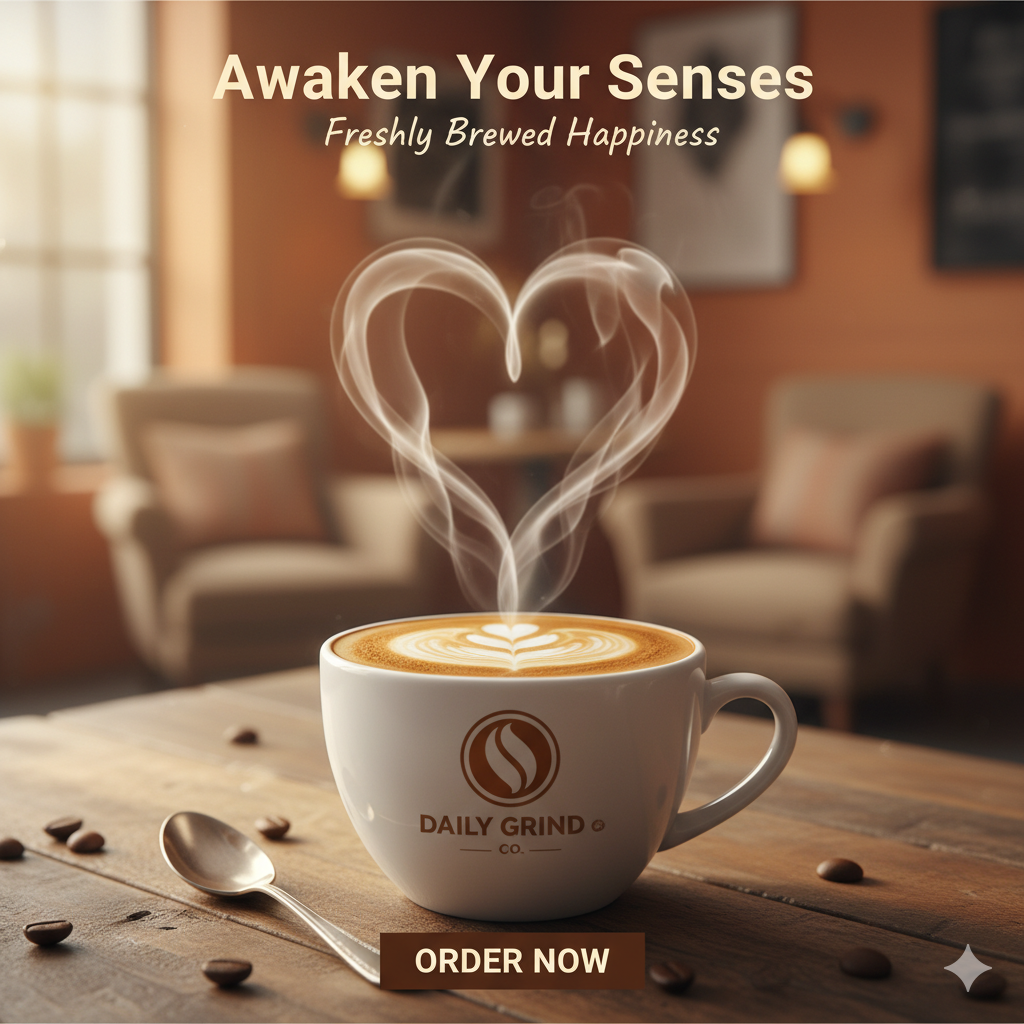 Awaken Your Senses
Freshly Brewed Happiness
DAILY GRIND
CO.
ORDER NOW